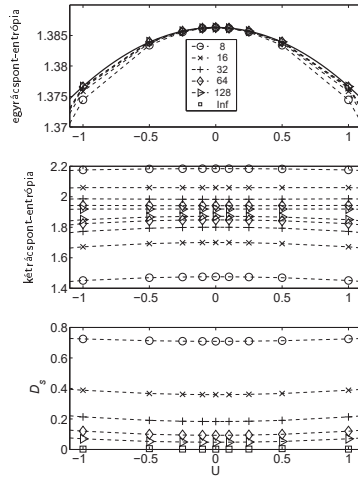 1.385
1.38
1.375
1.37
egyrácspont-entrópia
8
16
32
64
128
Inf
−1 −0.5 0 0.5 1
U
2.2
2
1.8
1.6
1.4
kétrácspont-entrópia
−1 −0.5 0 0.5 1
0.8
0.6
0.4
0.2
0
D_s
−1 −0.5 0 0.5 1
U